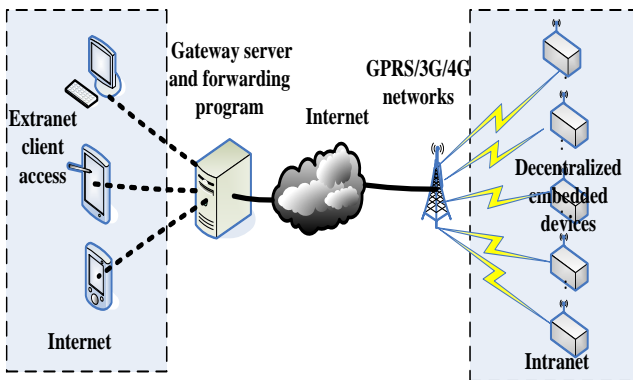 Gateway server
and forwarding
program
GPRS/3G/4G
networks
Internet
Extranet
client
access
Decentralized
embedded
devices
Internet
Intranet